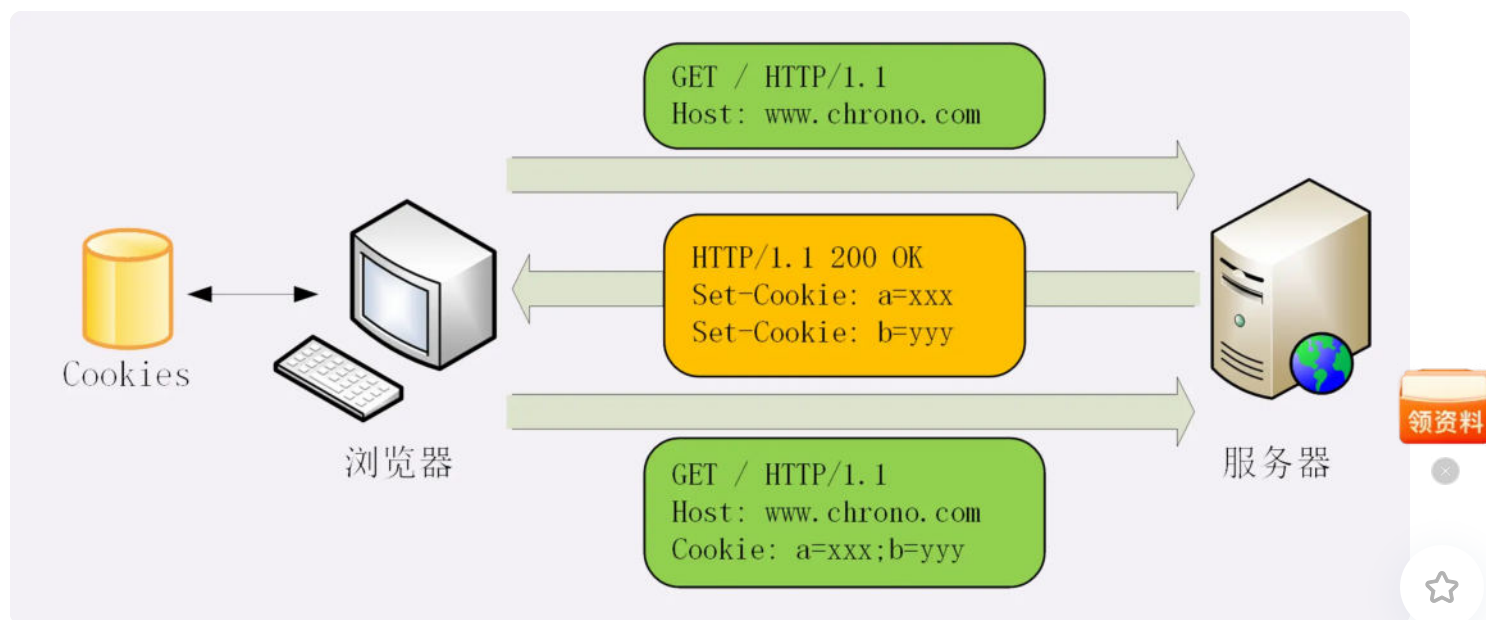 GET / HTTP/1.1
Host: www.chrono.com
HTTP/1.1 200 OK
Set-Cookie: a=xxx
Set-Cookie: b=yyy
Cookies
浏览器
服务器
领资料
GET / HTTP/1.1
Host: www.chrono.com
Cookie: a=xxx;b=yyy